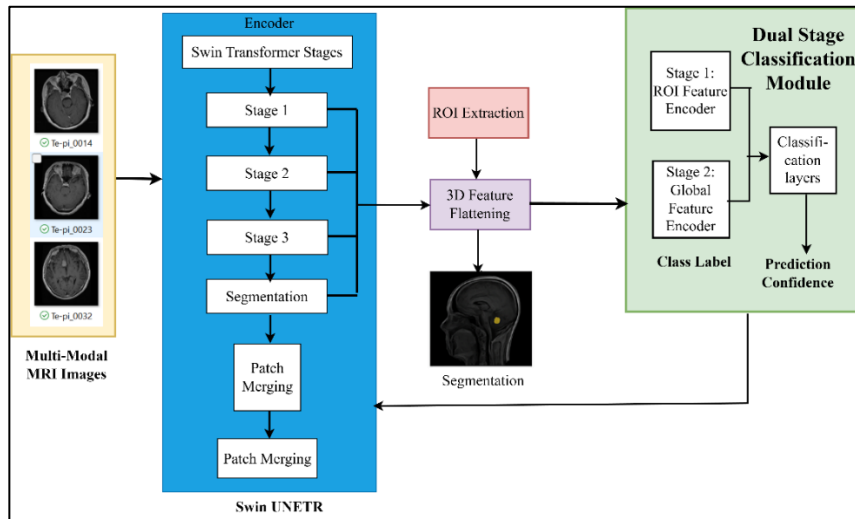 Te-pi_0014
Te-pi_0023
Te-pi_0032
Multi-Modal
MRI Images
Encoder
Swin Transformer Stages
Stage 1
Stage 2
Stage 3
Segmentation
Patch
Merging
Patch Merging
Swin UNETR
ROI Extraction
3D Feature
Flattening
Segmentation
Dual Stage
Classification
Module
Stage 1:
ROI Feature
Encoder
Stage 2:
Global
Feature
Encoder
Class Label
Classifi-
cation
layers
Prediction
Confidence